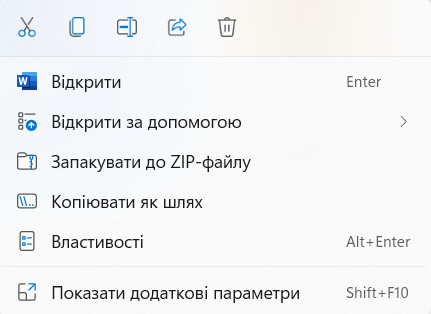 Відкрити Enter
Відкрити за допомогою
Запакувати до ZIP-файлу
Копіювати як шлях
Властивості Alt+Enter
Показати додаткові параметри Shift+F10